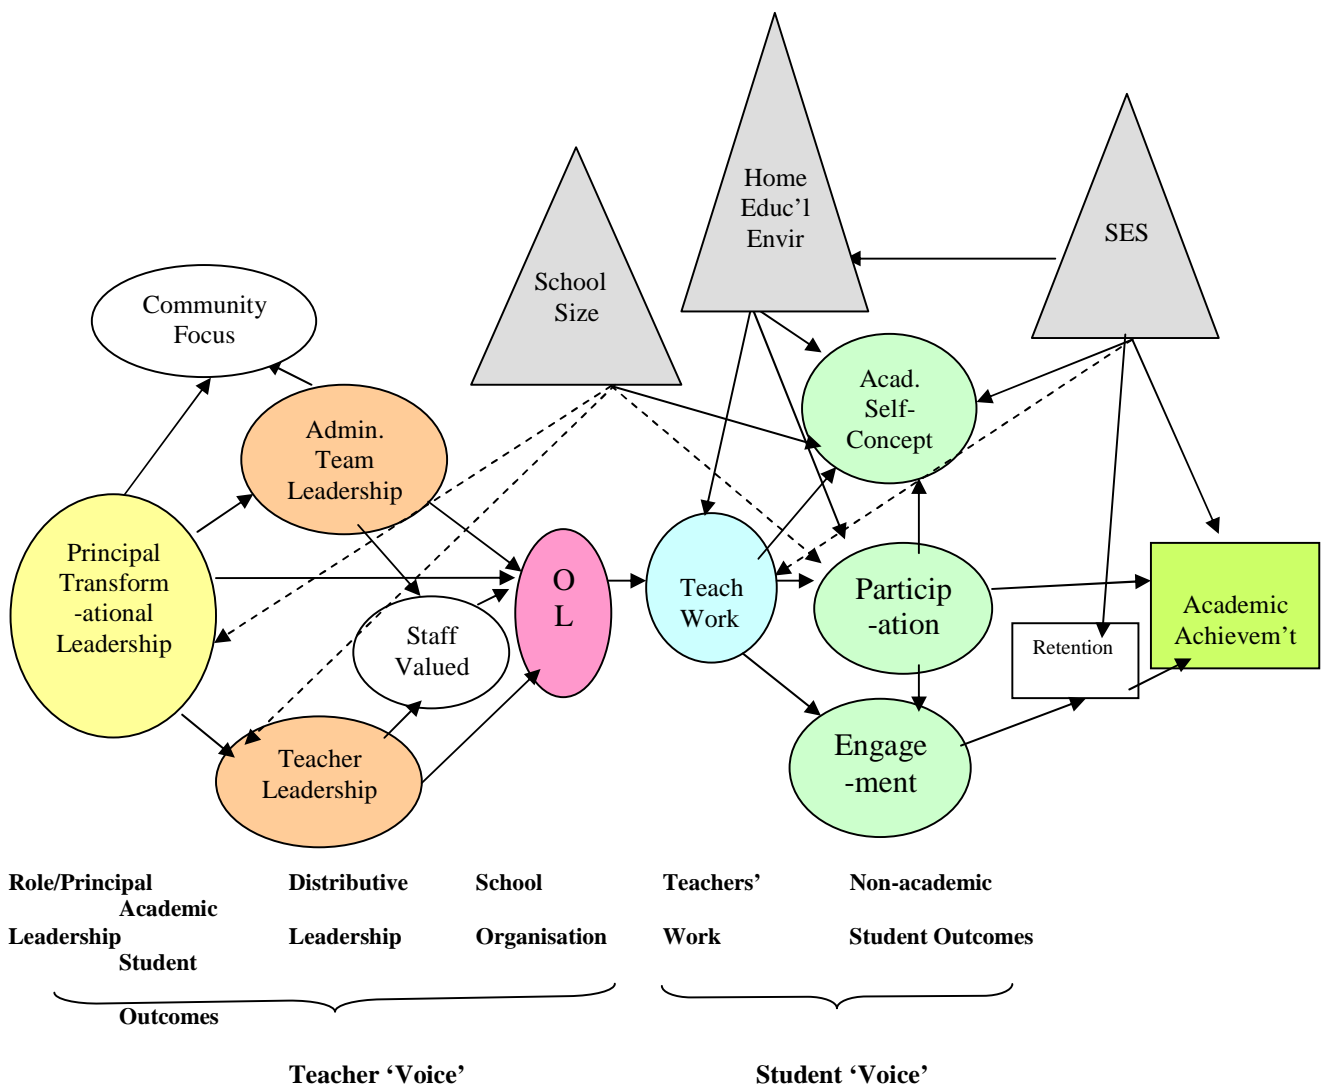 Home
Educ'l
Envir
SES
School
Size
Community
Focus
Acad.
Self-
Concept
Admin.
Team
Leadership
Principal
Transform
-ational
Leadership
O
L
Teach
Work
Particip
-ation
Academic
Achievem't
Retention
Staff
Valued
Teacher
Leadership
Engage
-ment
Role/Principal Distributive School Teachers' Non-academic
Academic
Leadership Leadership Organisation Work Student Outcomes
Student
Outcomes
Teacher 'Voice' Student 'Voice'